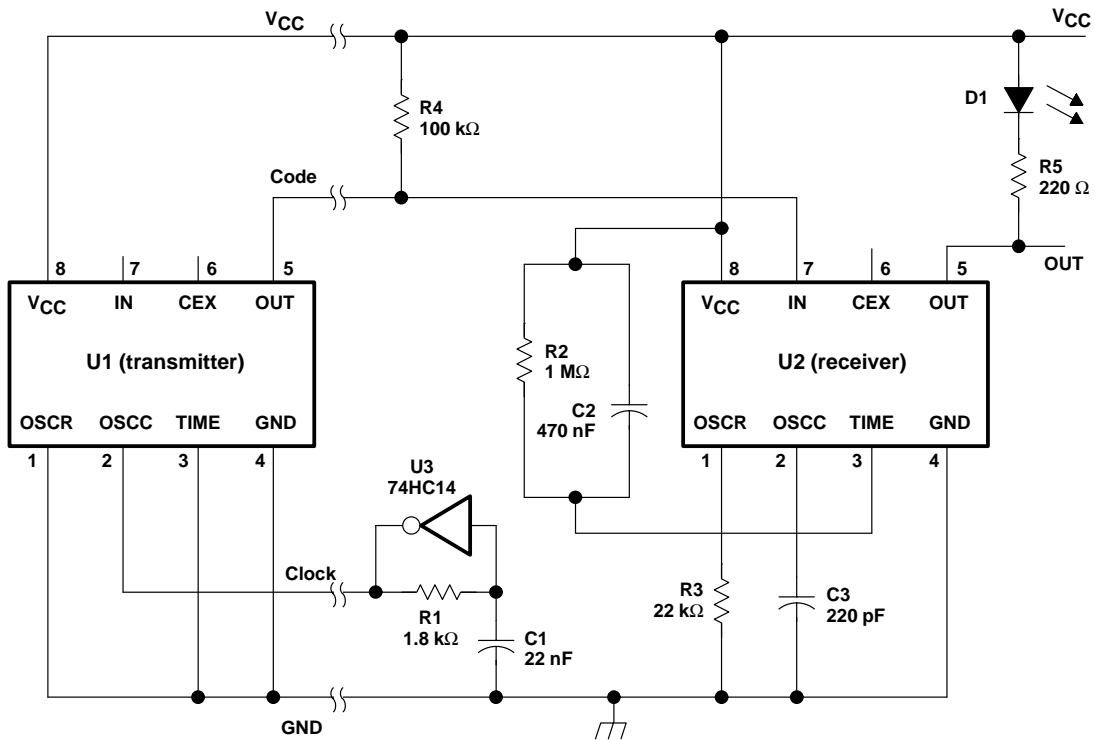 VCC
VCC
R4
100 kΩ
D1
R5
220 Ω
Code
OUT
8
7
6
5
VCC
IN
CEX
OUT
U1 (transmitter)
OSCR
OSCC
TIME
GND
1
2
3
4
R2
1 MΩ
C2
470 nF
8
7
6
5
VCC
IN
CEX
OUT
U2 (receiver)
OSCR
OSCC
TIME
GND
1
2
3
4
U3
74HC14
Clock
R1
1.8 kΩ
C1
22 nF
R3
22 kΩ
C3
220 pF
GND